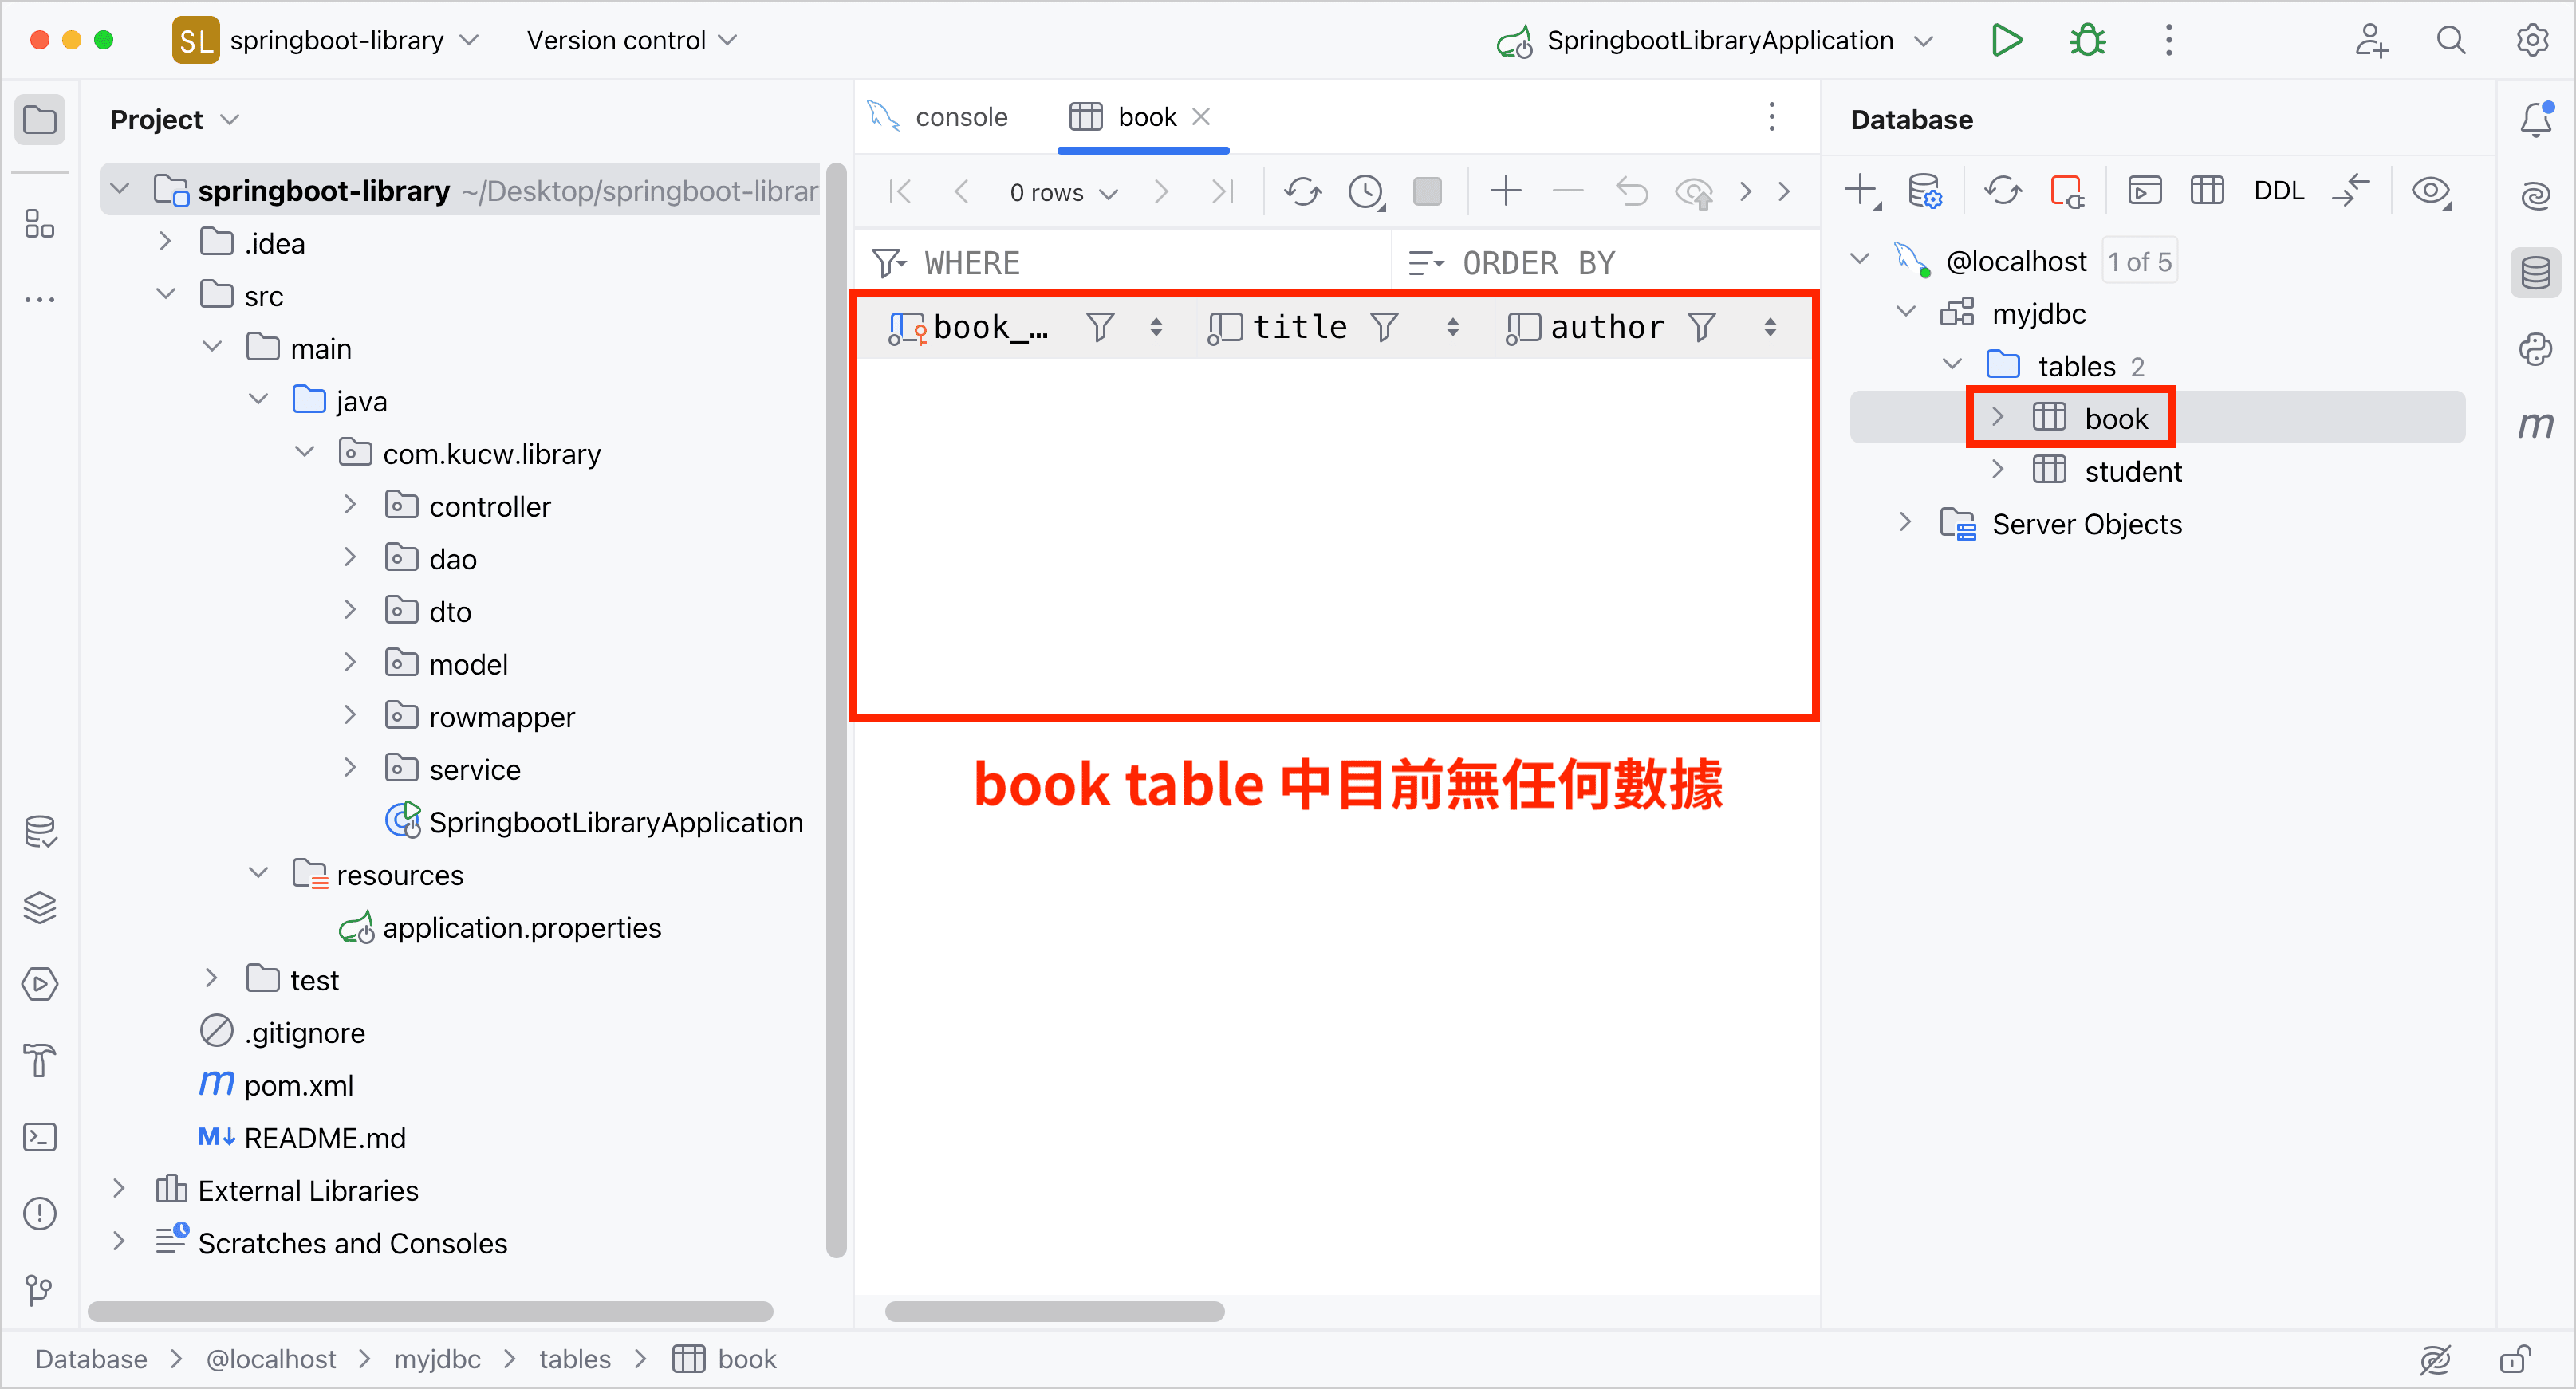 SL springboot-library Version control SpringbootLibraryApplication
Project
springboot-library ~/Desktop/springboot-librar
.idea
src
main
java
com.kucw.library
controller
dao
dto
model
rowmapper
service
SpringbootLibraryApplication
resources
application.properties
test
.gitignore
m pom.xml
M↓ README.md
External Libraries
Scratches and Consoles
console book
0 rows
WHERE ORDER BY
book_… title author
book table 中目前無任何數據
Database
DDL
@localhost 1 of 5
myjdbc
tables 2
book
student
Server Objects
m
Database > @localhost > myjdbc > tables > book